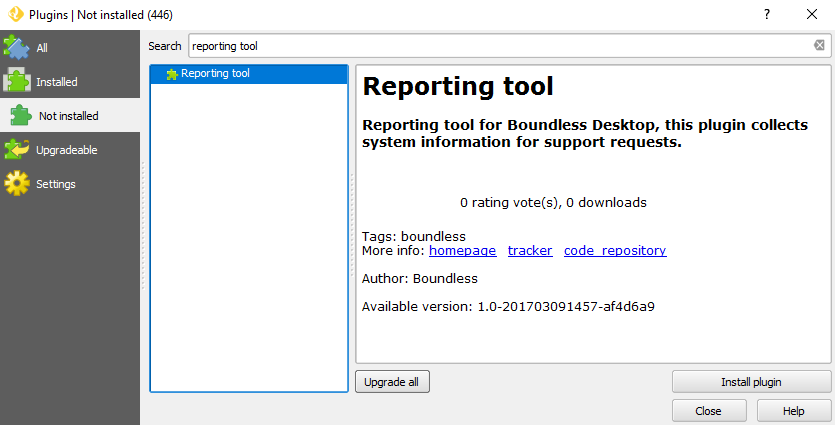 Plugins | Not installed (446)
?
All
Installed
Not installed
Upgradeable
Settings
Search
reporting tool
Reporting tool
Reporting tool
Reporting tool for Boundless Desktop, this plugin collects
system information for support requests.
0 rating vote(s), 0 downloads
Tags: boundless
More info: homepage tracker code_repository
Author: Boundless
Available version: 1.0-201703091457-af4d6a9
Upgrade all
Install plugin
Close
Help